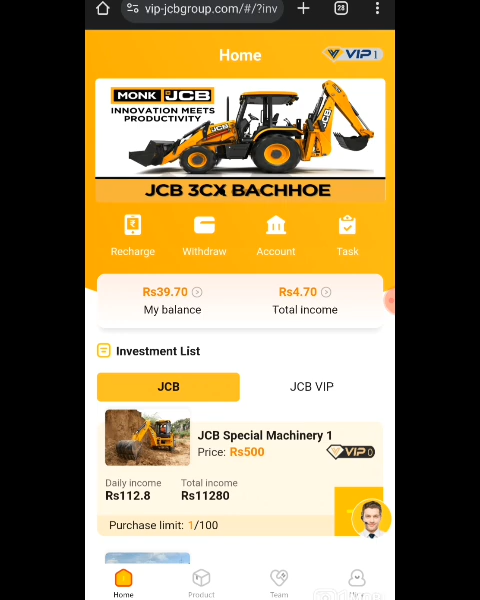 vip-jcbgroup.com/#/?inv
28
Home
VIP 1
MONK JCB
INNOVATION MEETS
PRODUCTIVITY
JCB
JCB
JCB 3CX BACHHOE
Recharge Withdraw Account Task
Rs39.70 Rs4.70
My balance Total income
Investment List
JCB JCB VIP
JCB Special Machinery 1
Price: Rs500 VIP 0
Daily income Total income
Rs112.8 Rs11280
Purchase limit: 1/100
Home Product Team